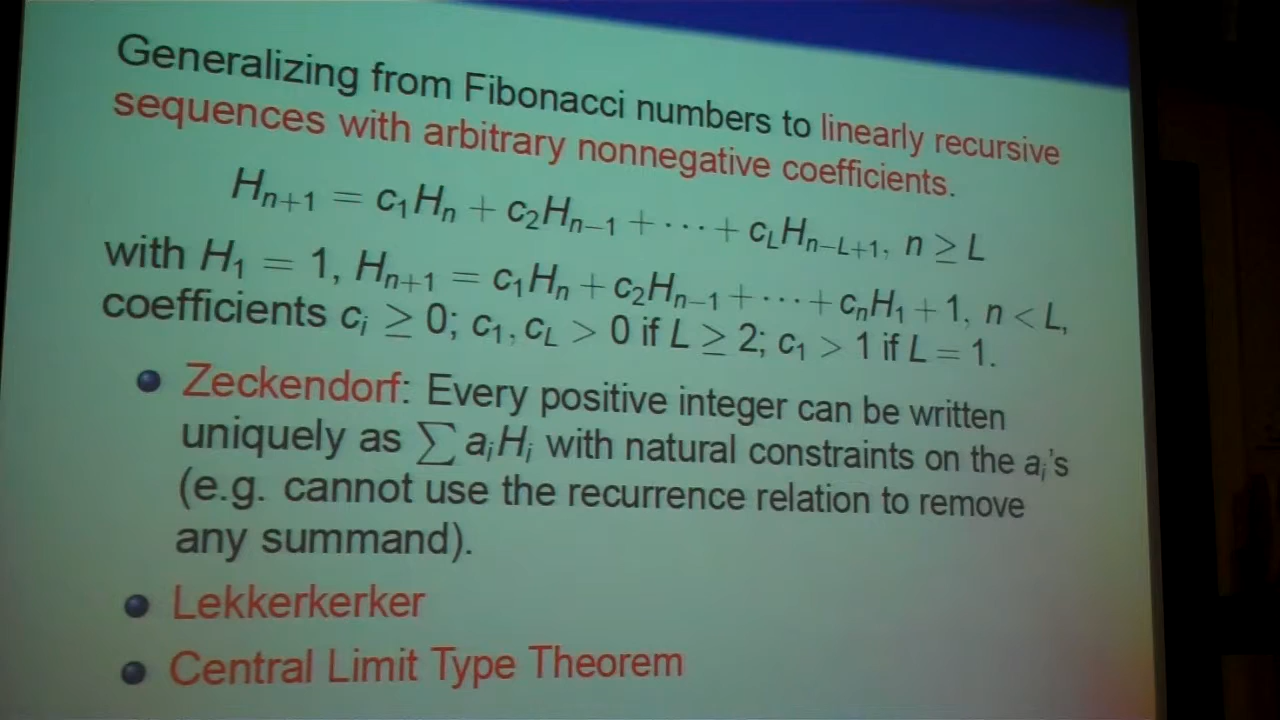 Generalizing from Fibonacci numbers to linearly recursive
sequences with arbitrary nonnegative coefficients.
Hₙ₊₁ = c₁Hₙ + c₂Hₙ₋₁ + ⋯ + c_L H_{n−L+1}, n ≥ L
with H₁ = 1, Hₙ₊₁ = c₁Hₙ + c₂Hₙ₋₁ + ⋯ + cₙH₁ + 1, n < L,
coefficients cᵢ ≥ 0; c₁, c_L > 0 if L ≥ 2; c₁ > 1 if L = 1.
• Zeckendorf: Every positive integer can be written
uniquely as ∑ aᵢHᵢ with natural constraints on the aᵢ's
(e.g. cannot use the recurrence relation to remove
any summand).
• Lekkerkerker
• Central Limit Type Theorem